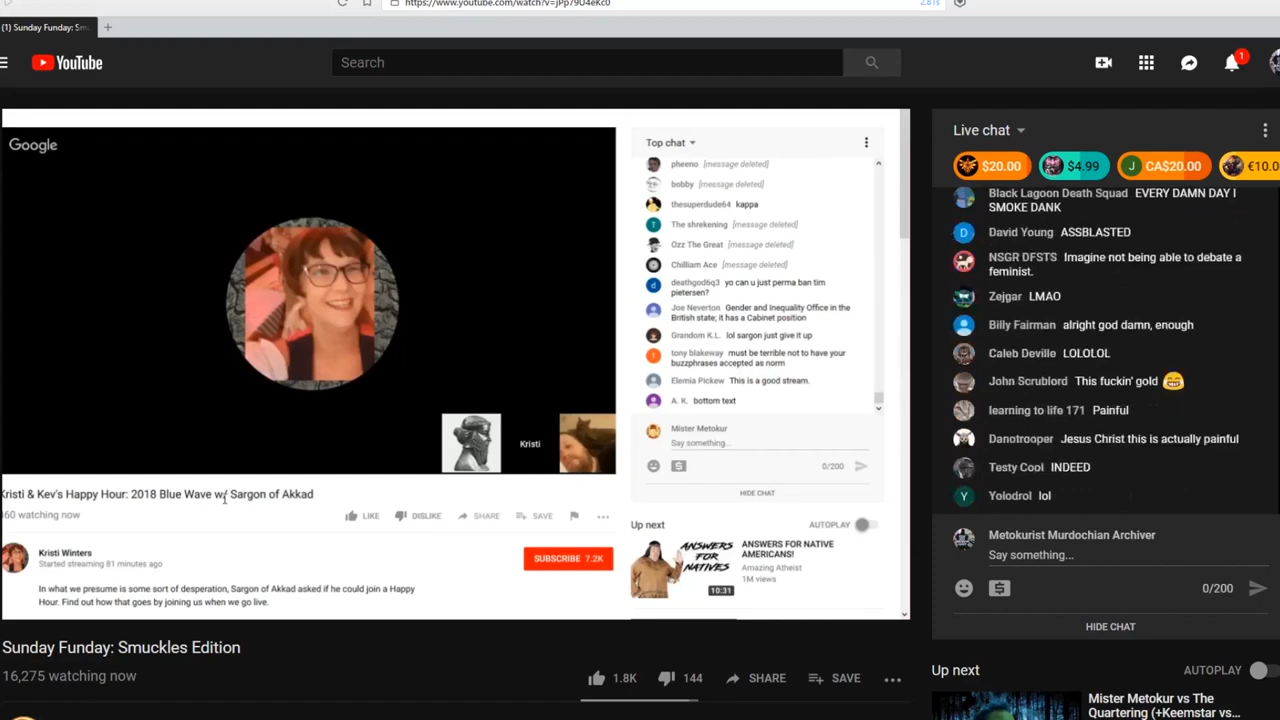 https://www.youtube.com/watch?v=jPp79U4eKc0
2.81s
(1) Sunday Funday: Smu
YouTube
Search
1
Google
Top chat
pheeno [message deleted]
bobby [message deleted]
thesuperdude64 kappa
The shrekening [message deleted]
Ozz The Great [message deleted]
Chilliam Ace [message deleted]
deathgod6q3 yo can u just perma ban tim
pietersen?
Joe Neverton Gender and Inequality Office in the
British state; it has a Cabinet position
Grandom K.L. lol sargon just give it up
tony blakeway must be terrible not to have your
buzzphrases accepted as norm
Elemia Pickew This is a good stream.
A. K. bottom text
Mister Metokur
Say something...
0/200
HIDE CHAT
Kristi
Kristi & Kev's Happy Hour: 2018 Blue Wave w/ Sargon of Akkad
460 watching now
LIKE
DISLIKE
SHARE
SAVE
Kristi Winters
Started streaming 81 minutes ago
SUBSCRIBE 7.2K
In what we presume is some sort of desperation, Sargon of Akkad asked if he could join a Happy
Hour. Find out how that goes by joining us when we go live.
Up next
AUTOPLAY
ANSWERS FOR NATIVES
10:31
ANSWERS FOR NATIVE
AMERICANS!
Amazing Atheist
1M views
Sunday Funday: Smuckles Edition
16,275 watching now
1.8K
144
SHARE
SAVE
Live chat
$20.00
$4.99
J CA$20.00
€10.0
Black Lagoon Death Squad EVERY DAMN DAY I
SMOKE DANK
D David Young ASSBLASTED
NSGR DFSTS Imagine not being able to debate a
feminist.
Zejgar LMAO
Billy Fairman alright god damn, enough
Caleb Deville LOLOLOL
John Scrublord This fuckin' gold
learning to life 171 Painful
Danotrooper Jesus Christ this is actually painful
Testy Cool INDEED
Y Yolodrol lol
Metokurist Murdochian Archiver
Say something...
0/200
HIDE CHAT
Up next
AUTOPLAY
Mister Metokur vs The
Quartering (+Keemstar vs...